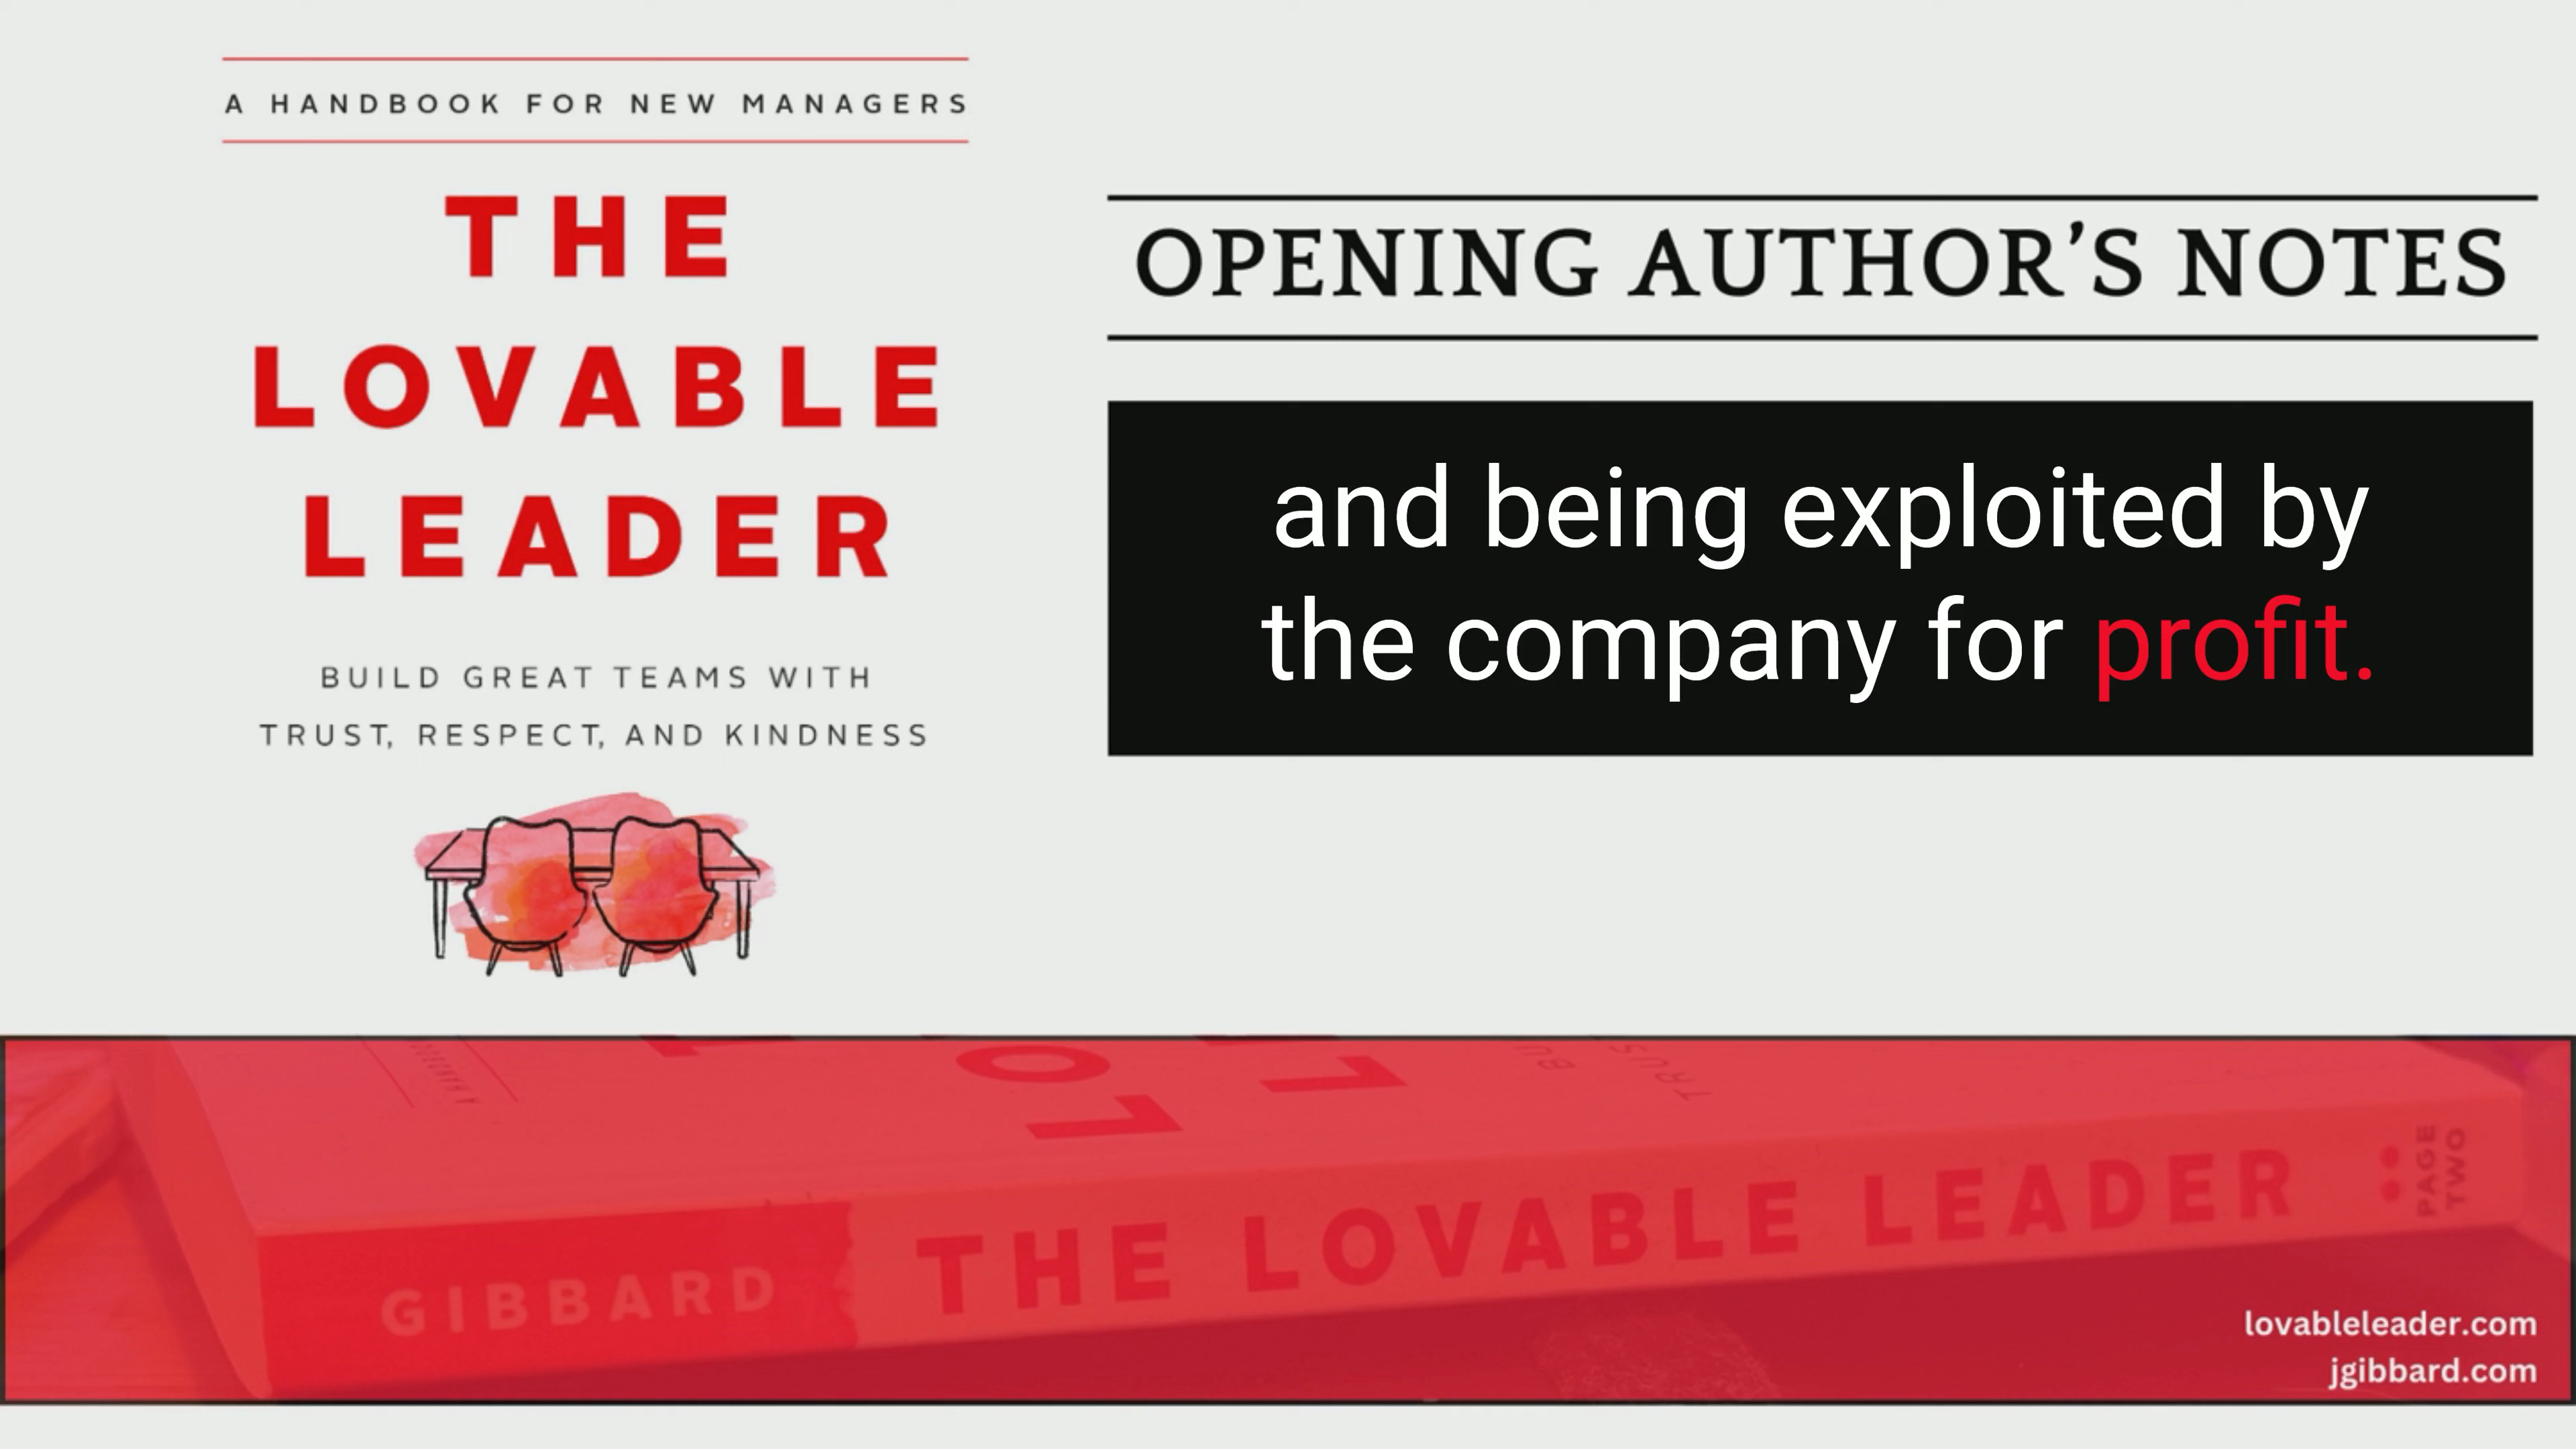 A HANDBOOK FOR NEW MANAGERS
THE
LOVABLE
LEADER
BUILD GREAT TEAMS WITH
TRUST, RESPECT, AND KINDNESS
OPENING AUTHOR’S NOTES
and being exploited by
the company for profit.
GIBBARD
THE LOVABLE LEADER
PAGE
TWO
lovableleader.com
jgibbard.com